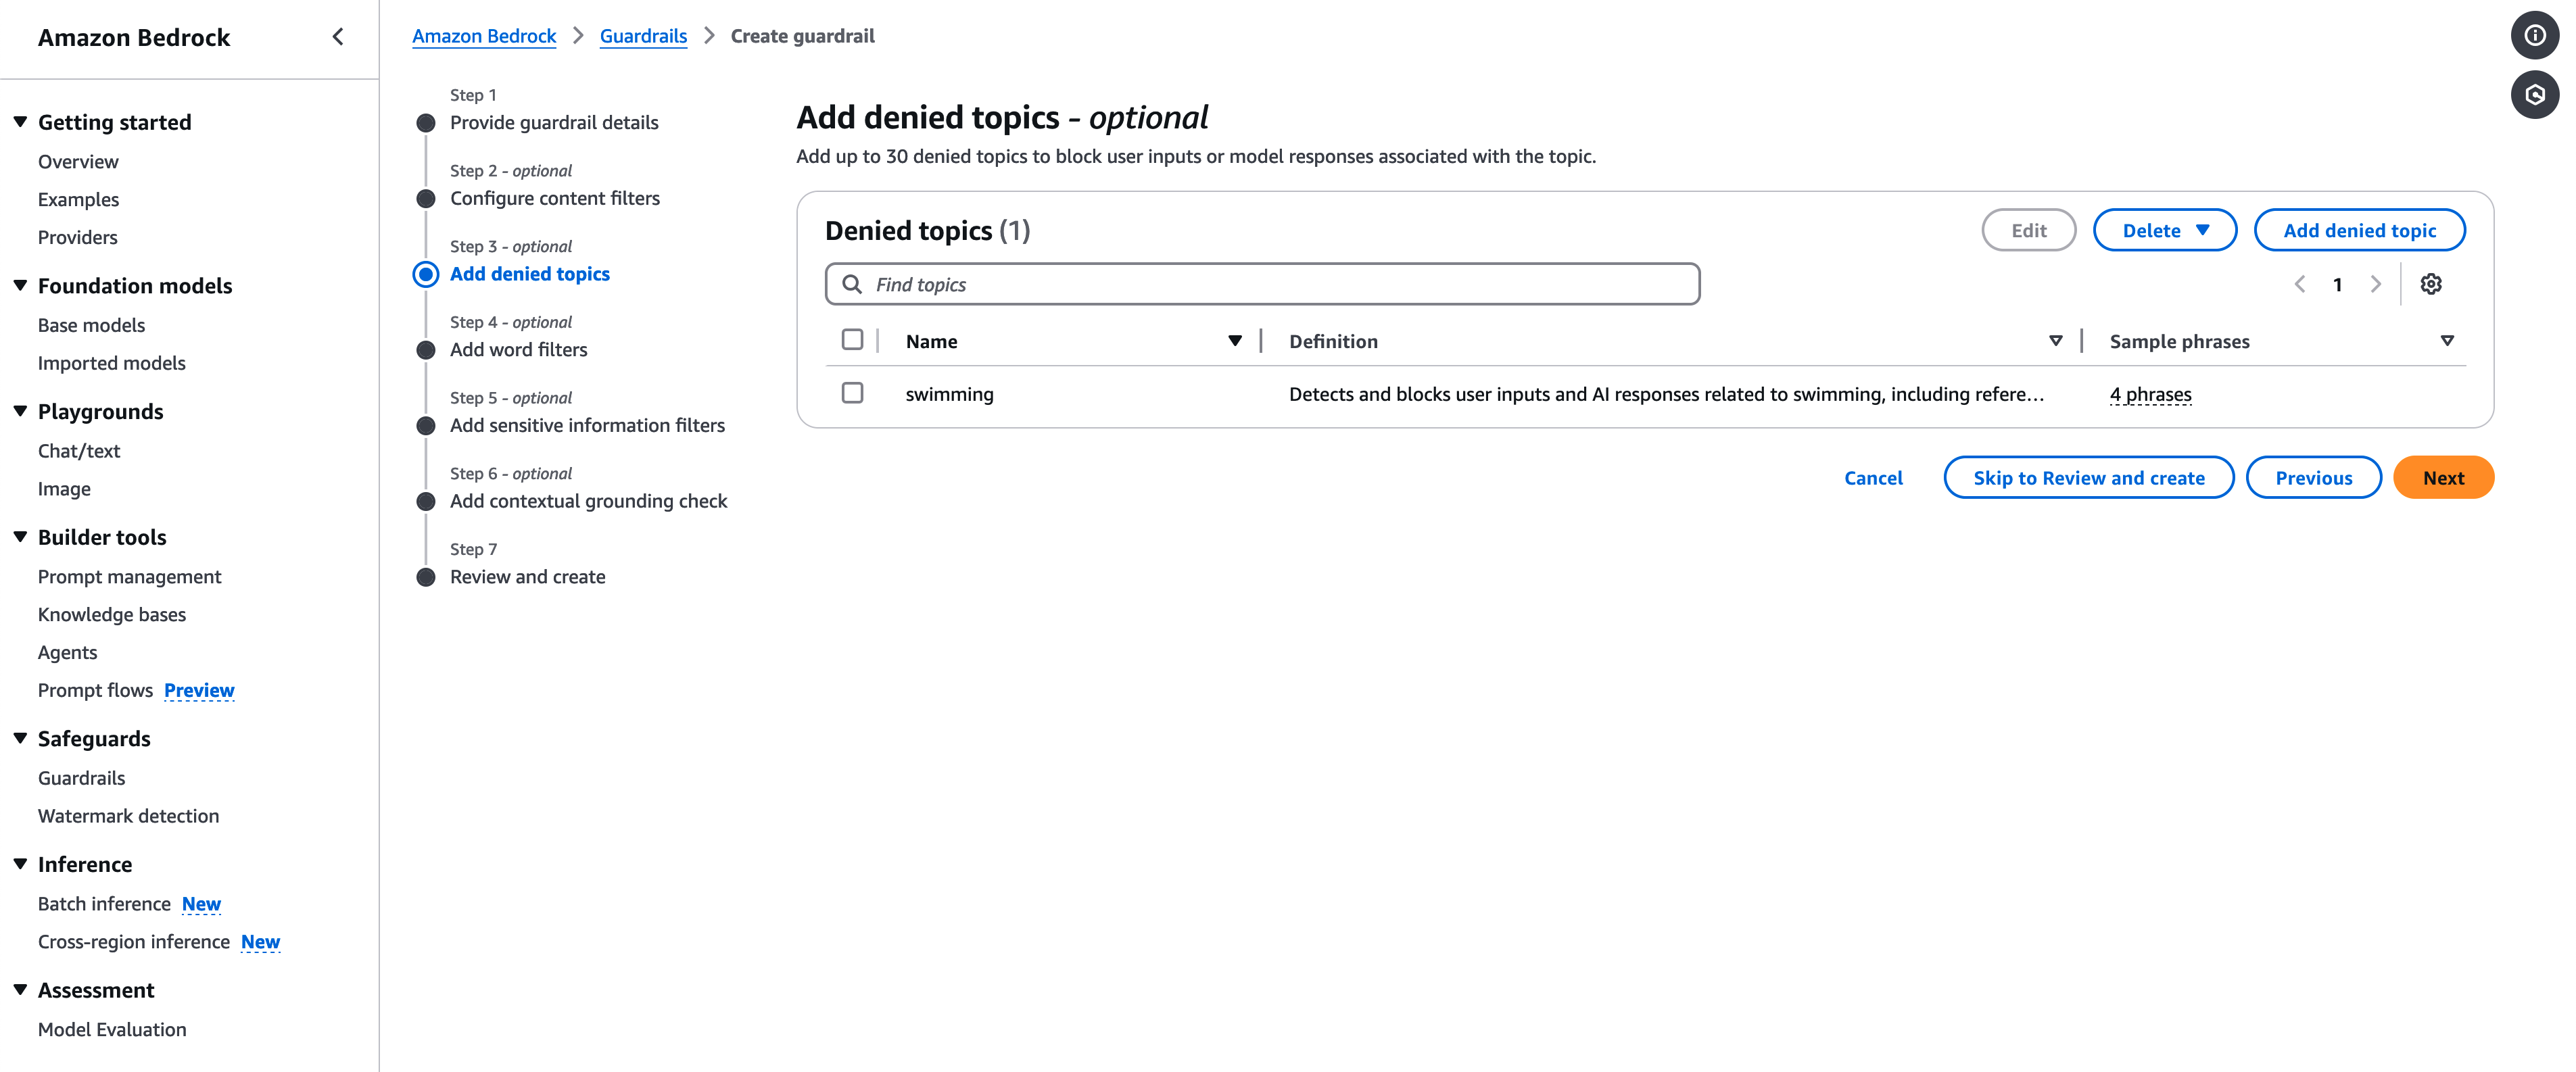 Amazon Bedrock
Getting started
Overview
Examples
Providers
Foundation models
Base models
Imported models
Playgrounds
Chat/text
Image
Builder tools
Prompt management
Knowledge bases
Agents
Prompt flows Preview
Safeguards
Guardrails
Watermark detection
Inference
Batch inference New
Cross-region inference New
Assessment
Model Evaluation
Amazon Bedrock Guardrails Create guardrail
Step 1
Provide guardrail details
Step 2 - optional
Configure content filters
Step 3 - optional
Add denied topics
Step 4 - optional
Add word filters
Step 5 - optional
Add sensitive information filters
Step 6 - optional
Add contextual grounding check
Step 7
Review and create
Add denied topics - optional
Add up to 30 denied topics to block user inputs or model responses associated with the topic.
Denied topics (1) Edit Delete Add denied topic
Find topics 1
Name Definition Sample phrases
swimming Detects and blocks user inputs and AI responses related to swimming, including refere... 4 phrases
Cancel Skip to Review and create Previous Next